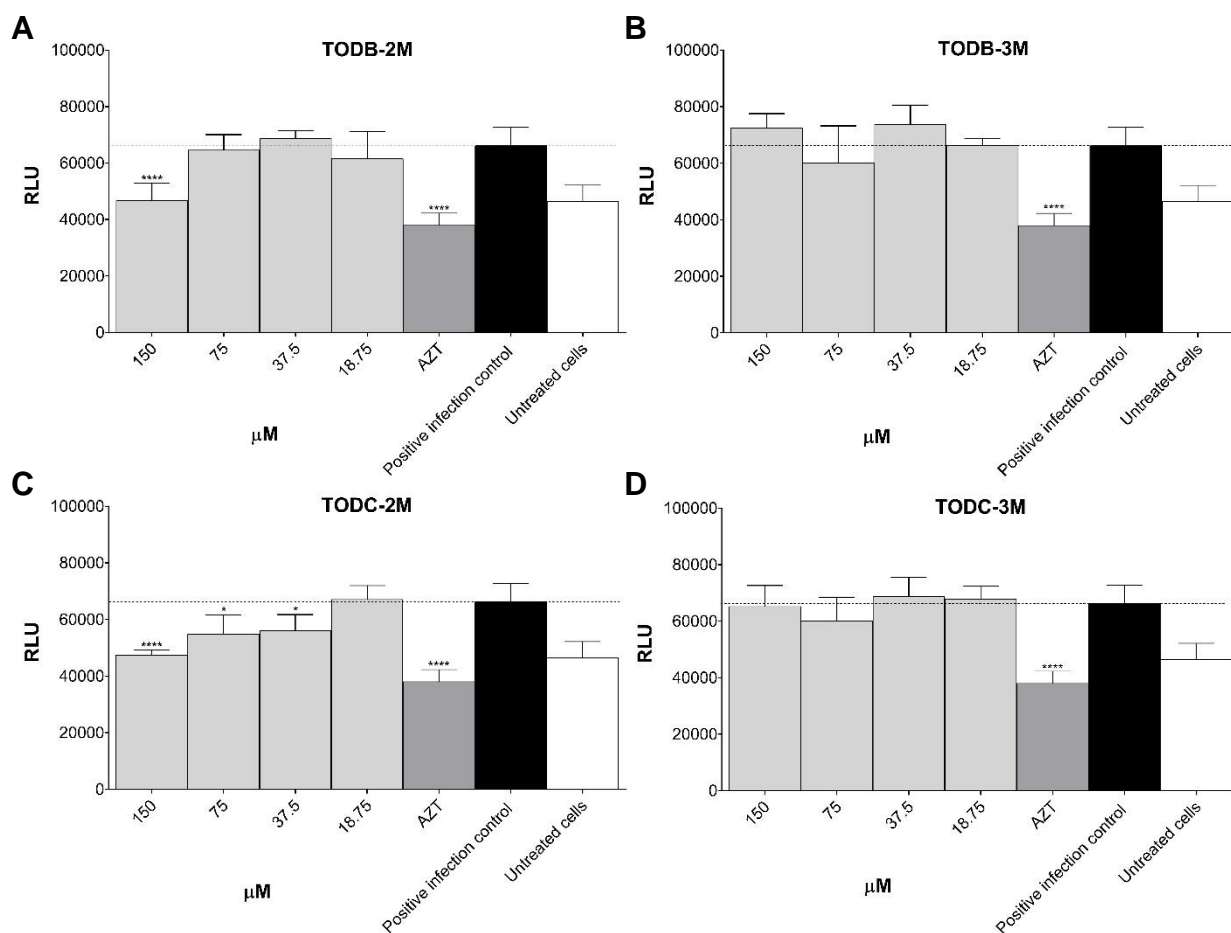 A
TODB-2M
100000
80000
60000
40000
20000
0
RLU
****
****
150
75
37.5
18.75
AZT
Positive infection control
Untreated cells
μM
B
TODB-3M
100000
80000
60000
40000
20000
0
RLU
****
150
75
37.5
18.75
AZT
Positive infection control
Untreated cells
μM
C
TODC-2M
100000
80000
60000
40000
20000
0
RLU
****
*
*
****
150
75
37.5
18.75
AZT
Positive infection control
Untreated cells
μM
D
TODC-3M
100000
80000
60000
40000
20000
0
RLU
****
150
75
37.5
18.75
AZT
Positive infection control
Untreated cells
μM